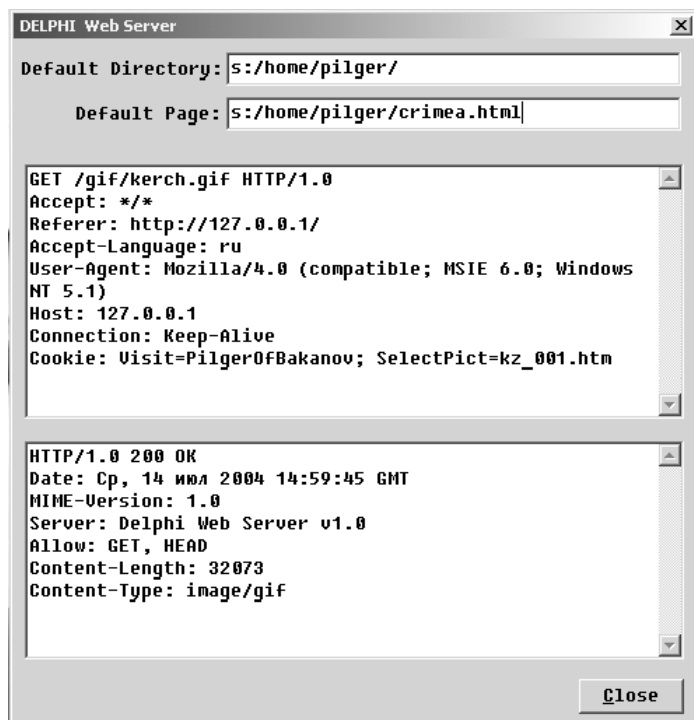 DELPHI Web Server
Default Directory: s:/home/pilger/
Default Page: s:/home/pilger/crimea.html
GET /gif/kerch.gif HTTP/1.0
Accept: */*
Referer: http://127.0.0.1/
Accept-Language: ru
User-Agent: Mozilla/4.0 (compatible; MSIE 6.0; Windows
NT 5.1)
Host: 127.0.0.1
Connection: Keep-Alive
Cookie: Visit=PilgerOfBakanov; SelectPict=kz_001.htm
HTTP/1.0 200 OK
Date: Ср, 14 июл 2004 14:59:45 GMT
MIME-Version: 1.0
Server: Delphi Web Server v1.0
Allow: GET, HEAD
Content-Length: 32073
Content-Type: image/gif
Close